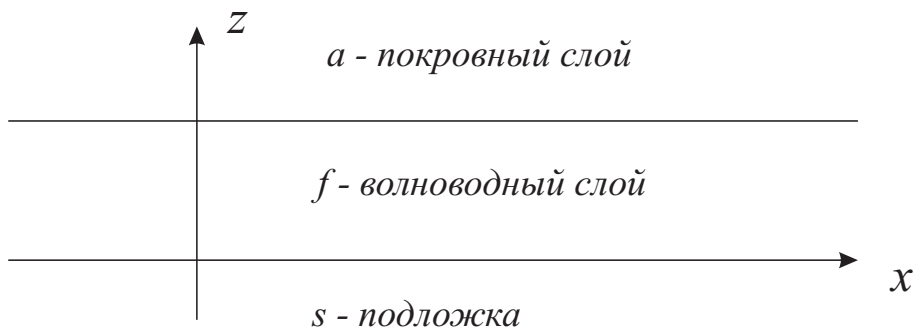 z
a - покровный слой
f - волноводный слой
x
s - подложка